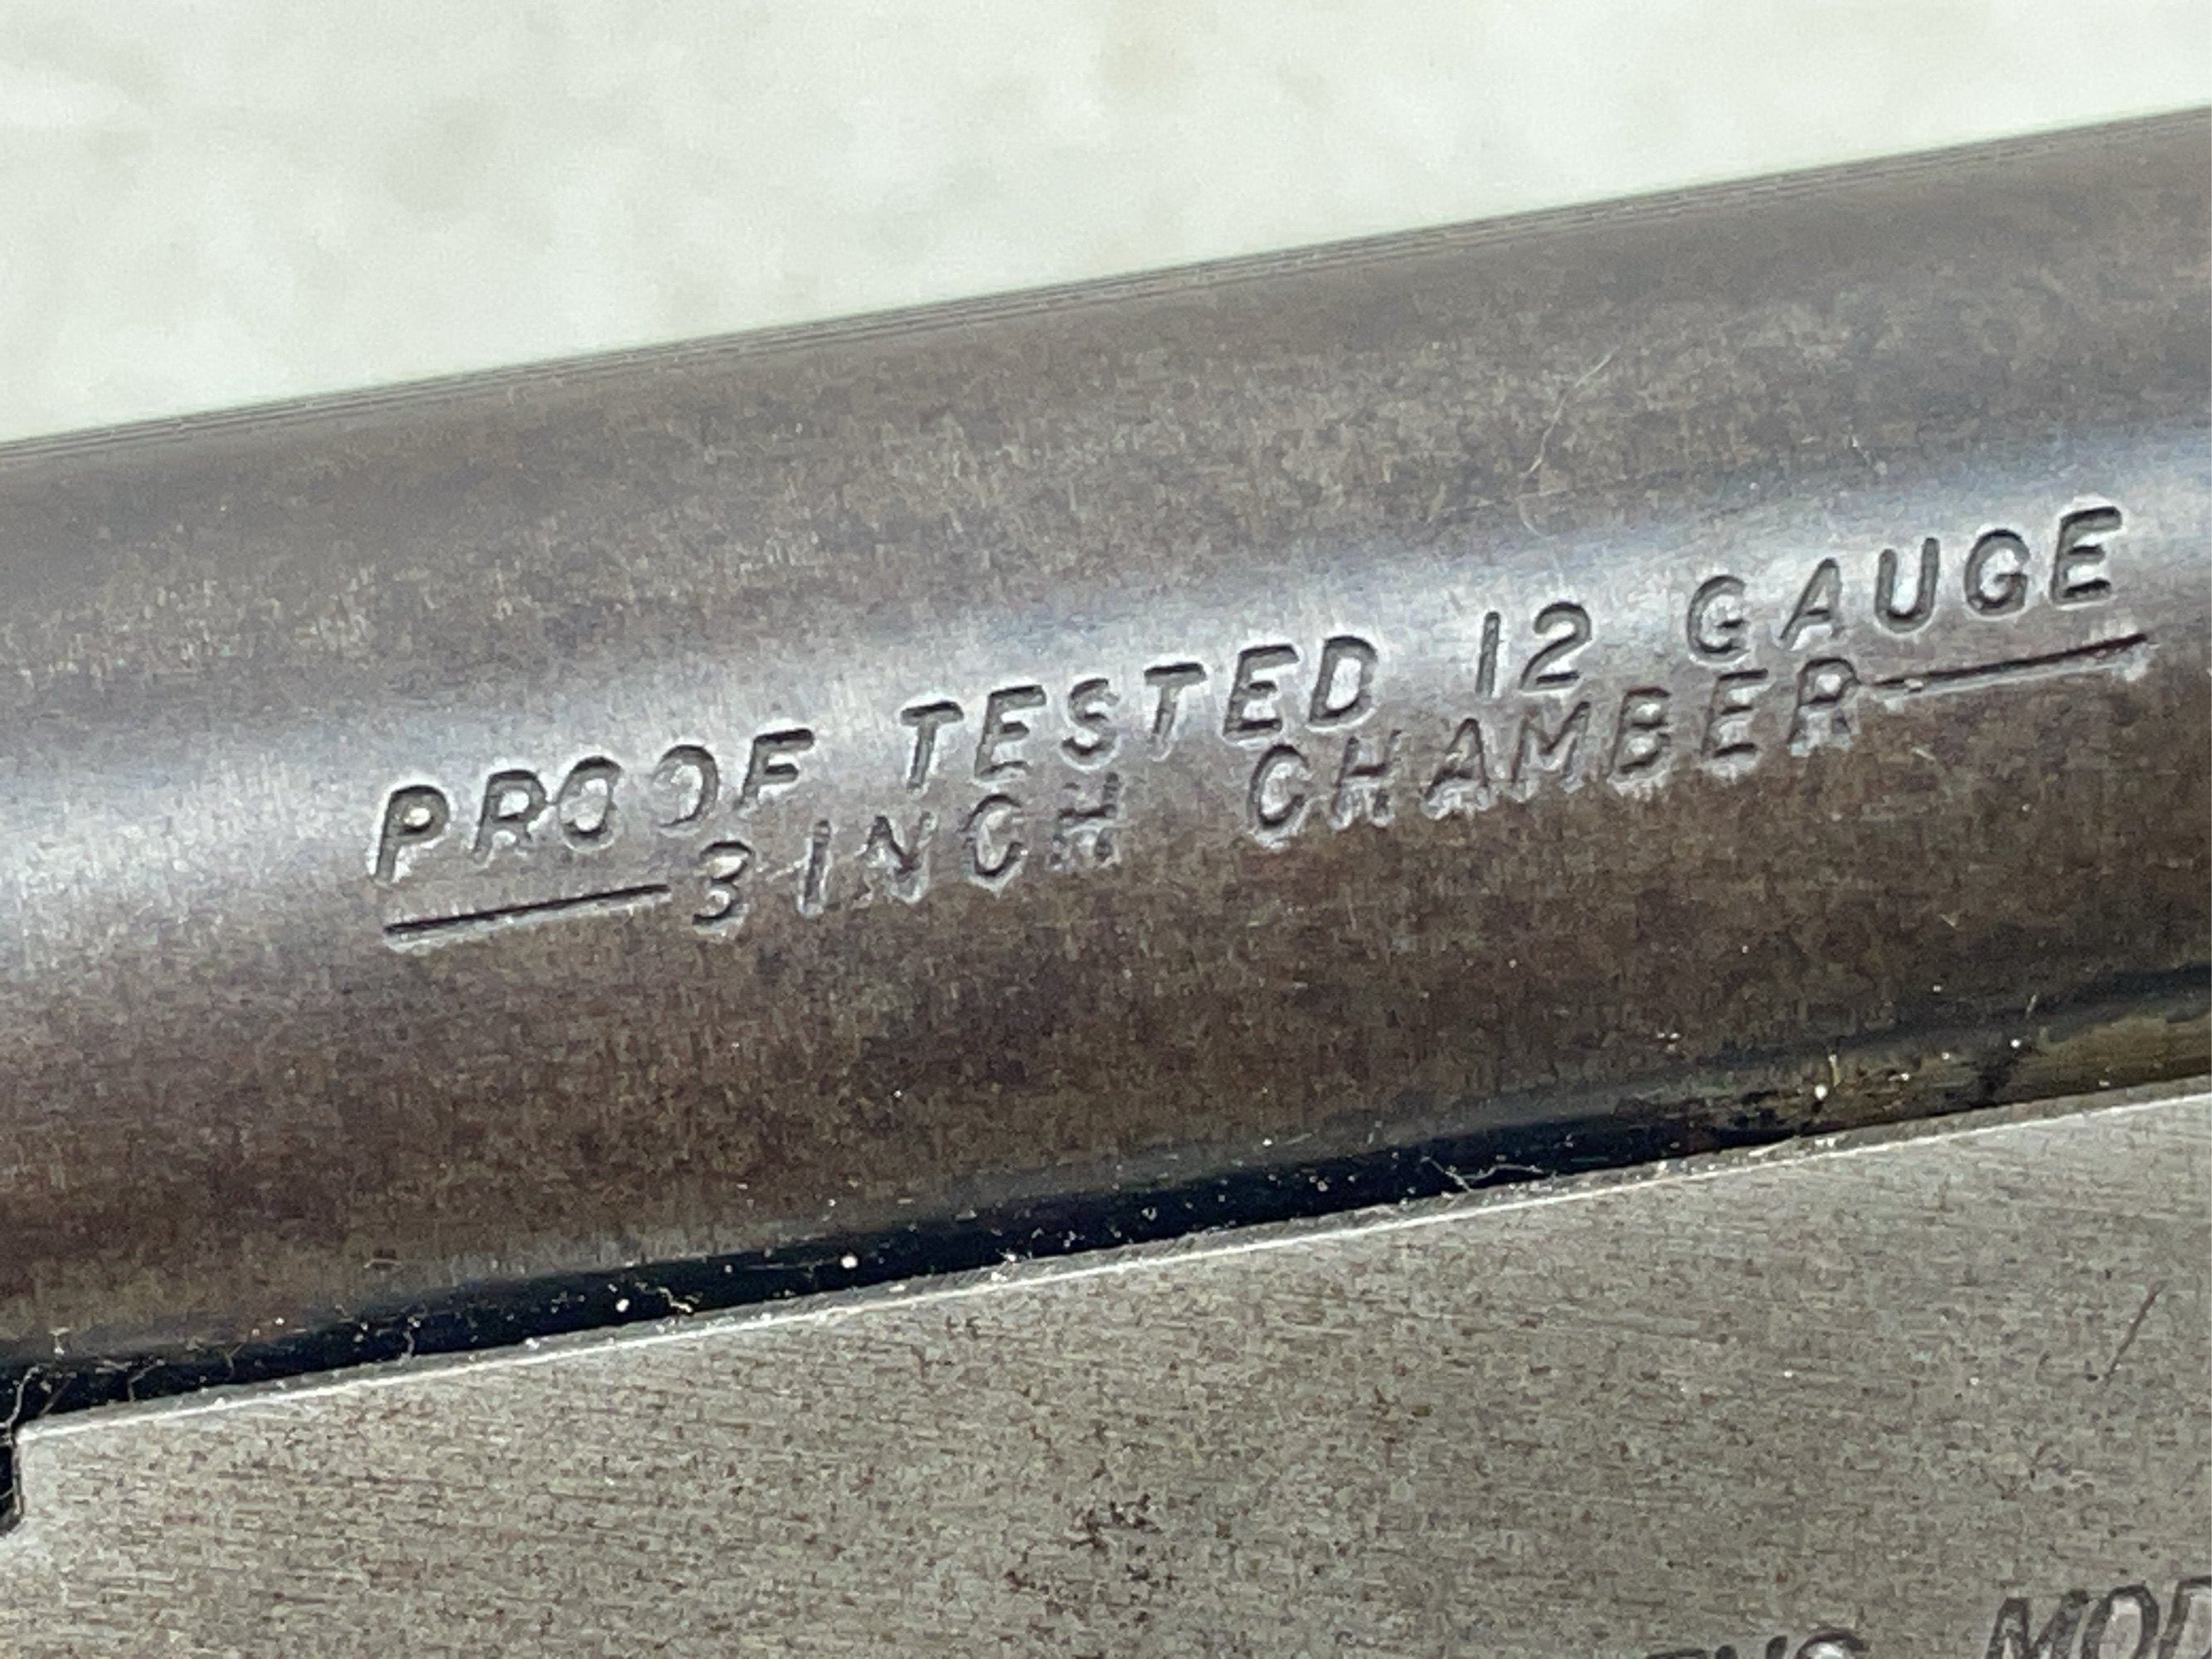 PROOF TESTED 12 GAUGE
3 INCH CHAMBER